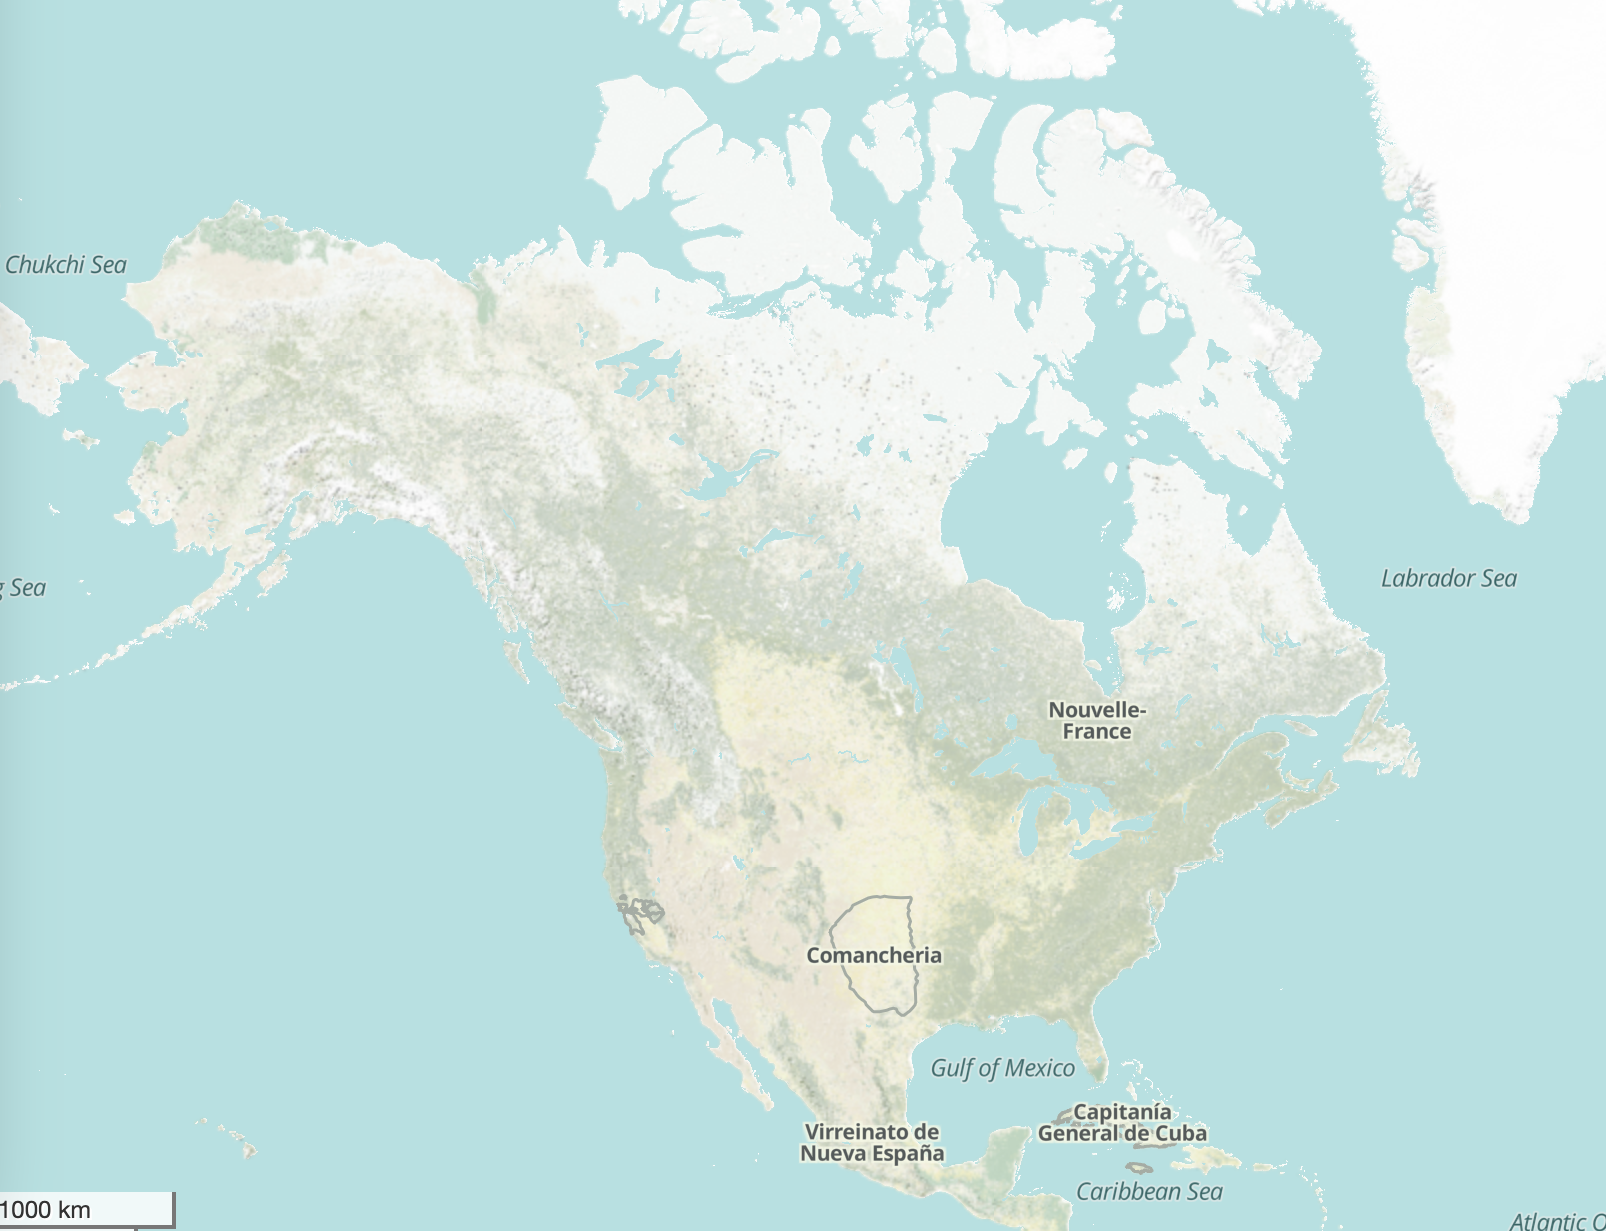 Chukchi Sea
Labrador Sea
Sea
Nouvelle-
France
Comancheria
Gulf of Mexico
Capitanía
General de Cuba
Virreinato de
Nueva España
Caribbean Sea
1000 km
Atlantic O